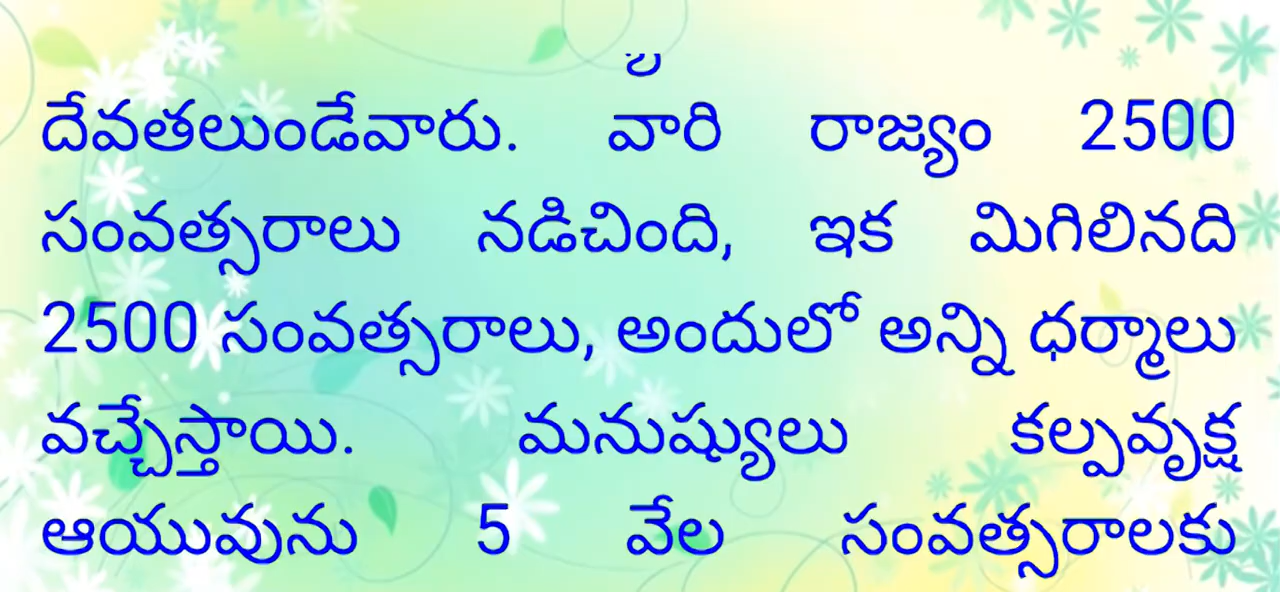 దేవతలుండేవారు. వారి రాజ్యం 2500
సంవత్సరాలు నడిచింది, ఇక మిగిలినది
2500 సంవత్సరాలు, అందులో అన్ని ధర్మాలు
వచ్చేస్తాయి. మనుష్యులు కల్పవృక్ష
ఆయువును 5 వేల సంవత్సరాలకు